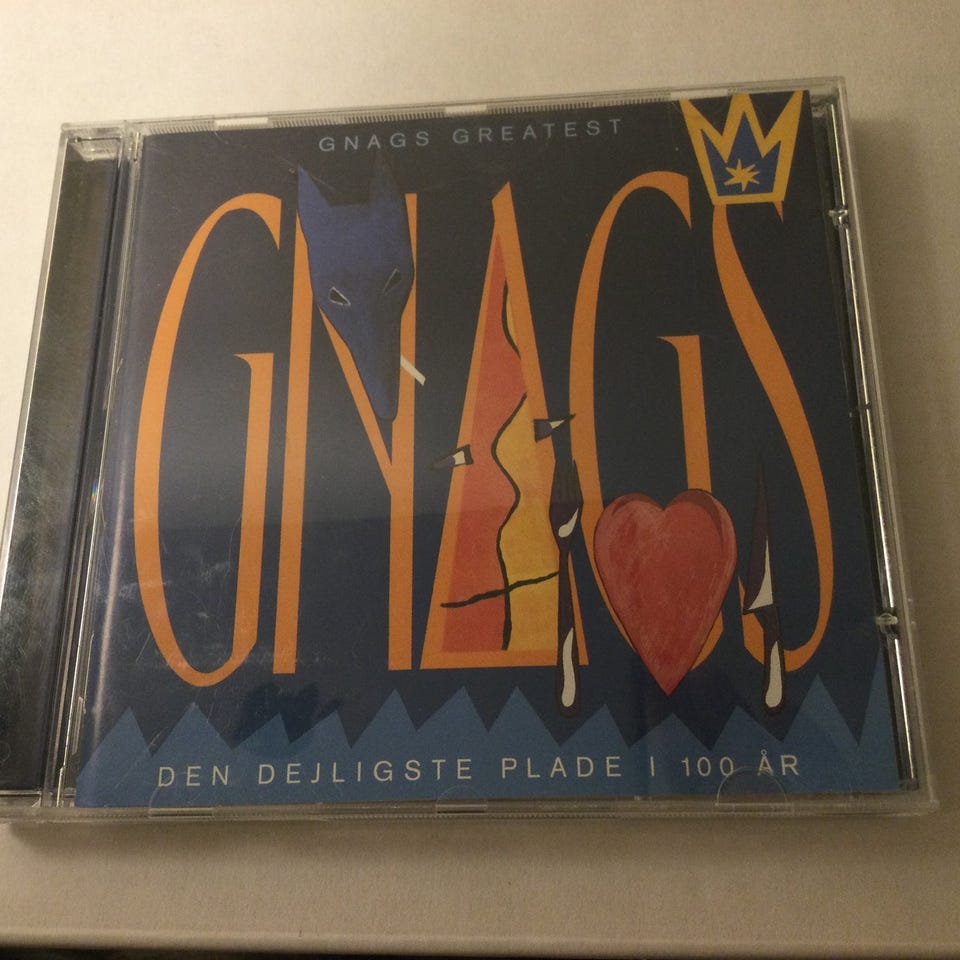 GNAGS GREATEST
GNAGS
DEN DEJLIGSTE PLADE I 100 ÅR